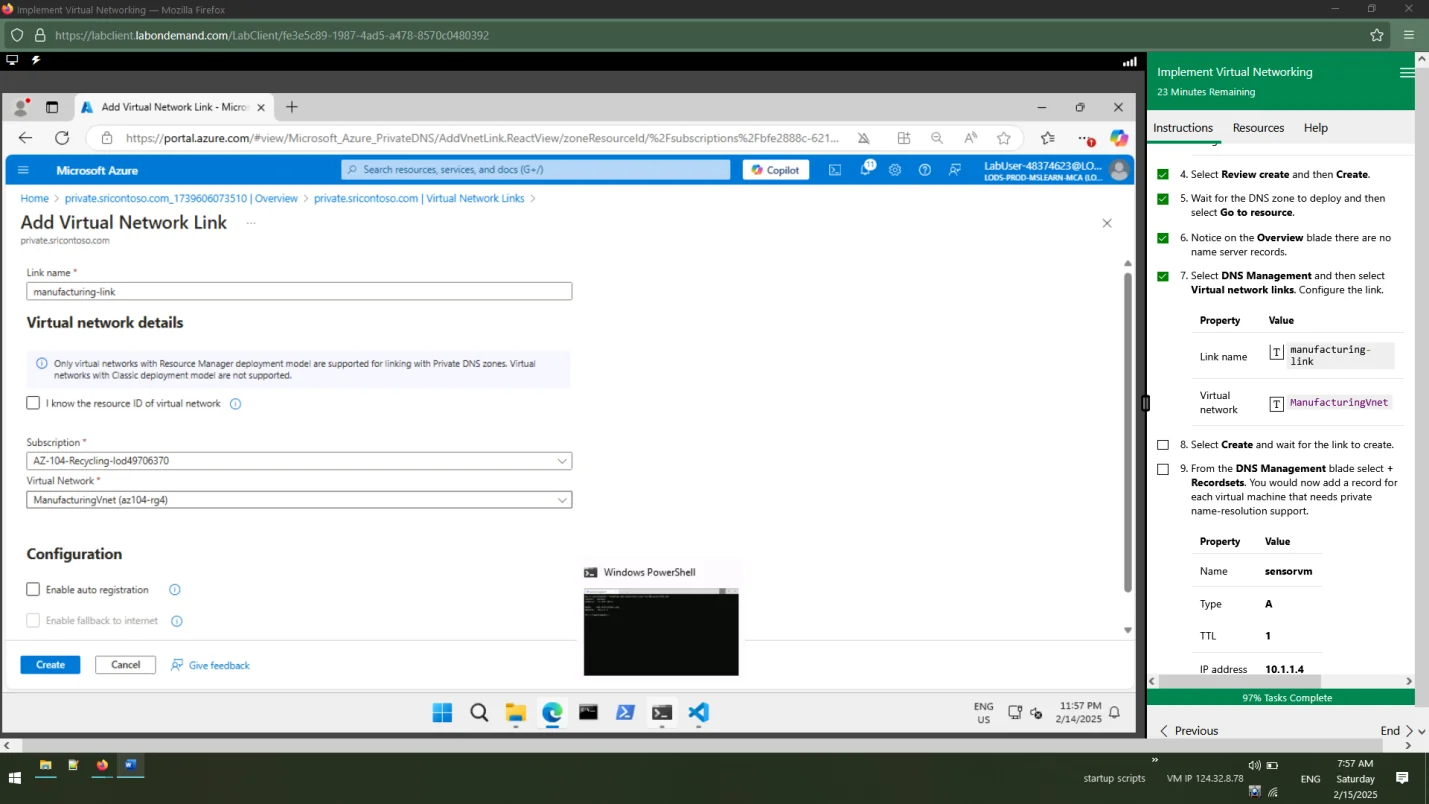 Implement Virtual Networking — Mozilla Firefox
https://labclient.labondemand.com/LabClient/fe3e5c89-1987-4ad5-a478-8570c0480392
Add Virtual Network Link - Micro
https://portal.azure.com/#view/Microsoft_Azure_PrivateDNS/AddVnetLink.ReactView/zoneResourceId/%2Fsubscriptions%2Fbfe2888c-621...
Microsoft Azure
Search resources, services, and docs (G+/)
Copilot
11
LabUser-48374623@LO...
LODS-PROD-MSLEARN-MCA (LO...
Home > private.sricontoso.com_1739606073510 | Overview > private.sricontoso.com | Virtual Network Links >
Add Virtual Network Link ...
private.sricontoso.com
Link name *
manufacturing-link
Virtual network details
Only virtual networks with Resource Manager deployment model are supported for linking with Private DNS zones. Virtual
networks with Classic deployment model are not supported.
I know the resource ID of virtual network
Subscription *
AZ-104-Recycling-lod49706370
Virtual Network *
ManufacturingVnet (az104-rg4)
Configuration
Enable auto registration
Enable fallback to internet
Create
Cancel
Give feedback
Windows PowerShell
ENG
US
11:57 PM
2/14/2025
Implement Virtual Networking
23 Minutes Remaining
Instructions
Resources
Help
4. Select Review create and then Create.
5. Wait for the DNS zone to deploy and then
select Go to resource.
6. Notice on the Overview blade there are no
name server records.
7. Select DNS Management and then select
Virtual network links. Configure the link.
Property Value
Link name
T manufacturing-
link
Virtual
network
T ManufacturingVnet
8. Select Create and wait for the link to create.
9. From the DNS Management blade select +
Recordsets. You would now add a record for
each virtual machine that needs private
name-resolution support.
Property Value
Name sensorvm
Type A
TTL 1
IP address 10.1.1.4
97% Tasks Complete
Previous
End
startup scripts
VM IP 124.32.8.78
ENG
7:57 AM
Saturday
2/15/2025